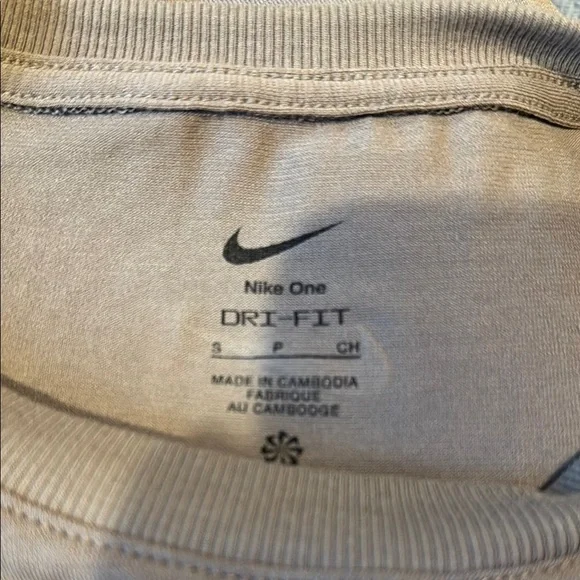 Nike One
DRI-FIT
S P CH
MADE IN CAMBODIA
FABRIQUE
AU CAMBODGE